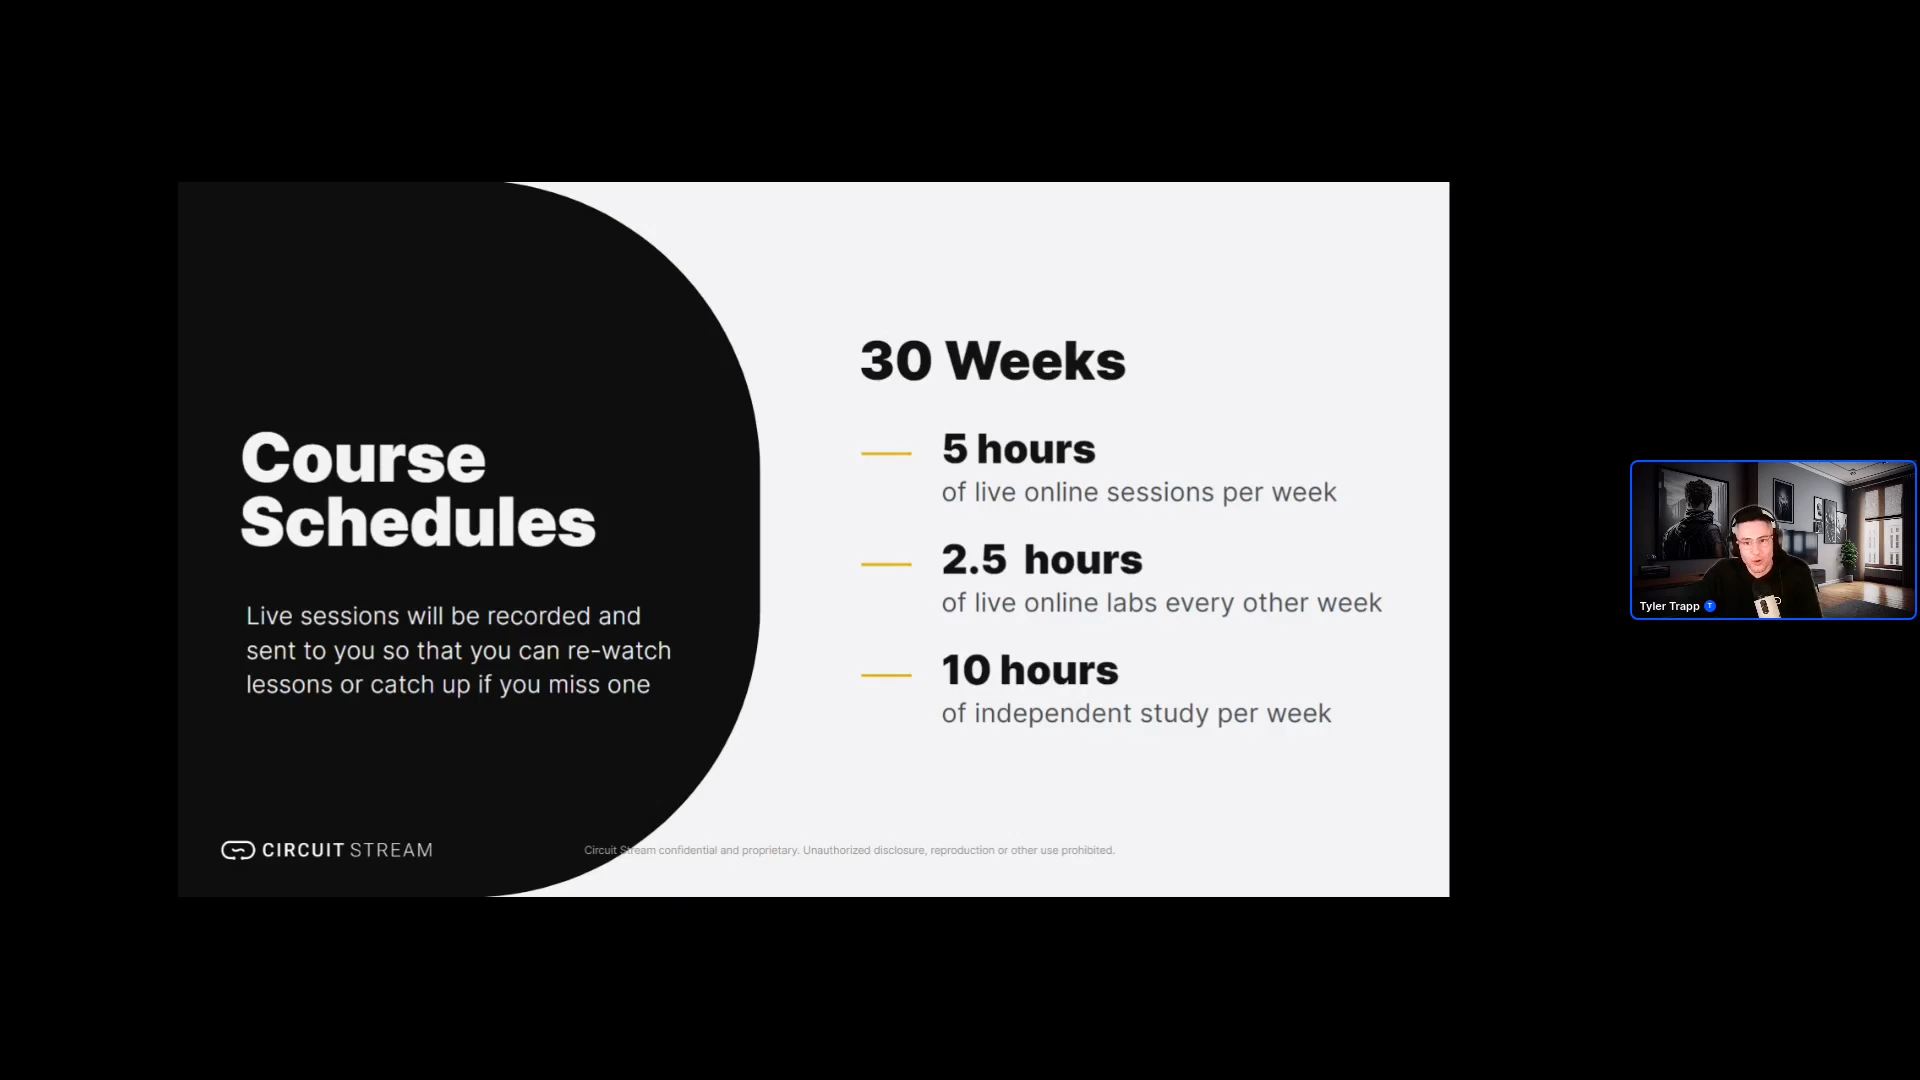 Course
Schedules
Live sessions will be recorded and
sent to you so that you can re-watch
lessons or catch up if you miss one
CIRCUIT STREAM
30 Weeks
5 hours
of live online sessions per week
2.5 hours
of live online labs every other week
10 hours
of independent study per week
Circuit Stream confidential and proprietary. Unauthorized disclosure, reproduction or other use prohibited.
Tyler Trapp T